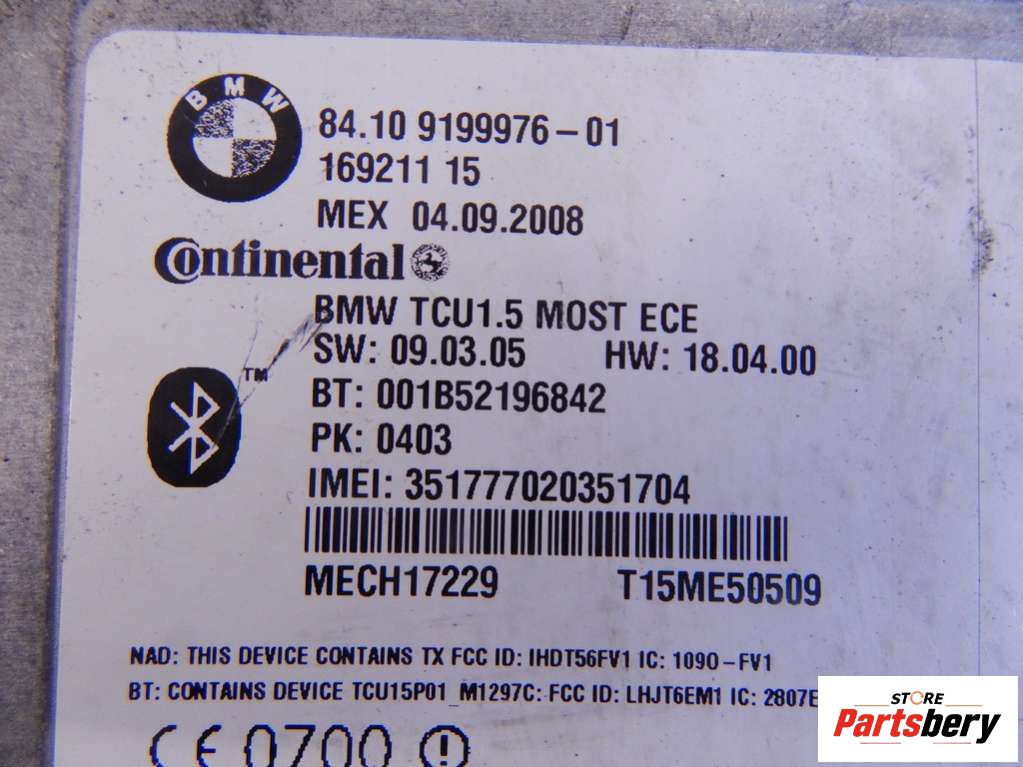 BMW
84.10 9199976-01
169211 15
MEX 04.09.2008
Continental
BMW TCU1.5 MOST ECE
SW: 09.03.05 HW: 18.04.00
TM
BT: 001B52196842
PK: 0403
IMEI: 351777020351704
MECH17229 T15ME50509
NAD: THIS DEVICE CONTAINS TX FCC ID: IHDT56FV1 IC: 1090-FV1
BT: CONTAINS DEVICE TCU15P01_M1297C: FCC ID: LHJT6EM1 IC: 2807E
CE 0700 !
STORE
Partsbery